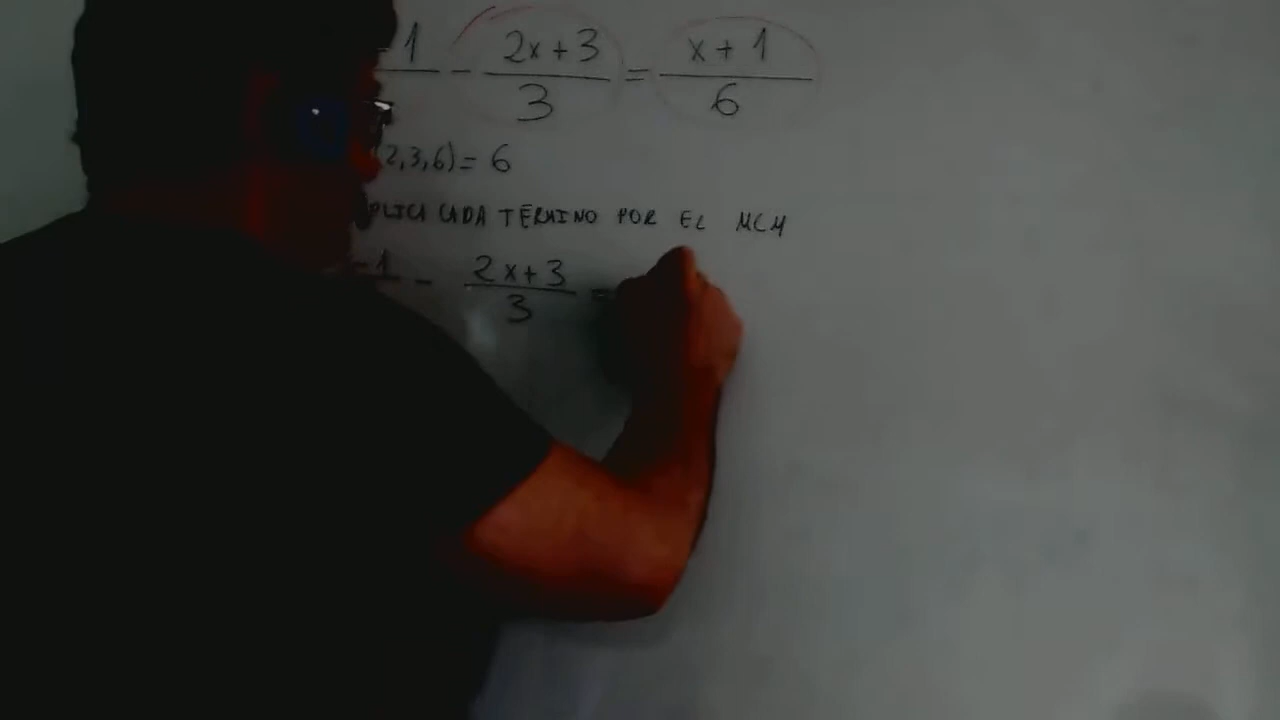 -1 - 2x+3 = x+1
3 6
(2,3,6)= 6
PLICA CADA TÉRMINO POR EL MCM
-1 - 2x+3 =
3